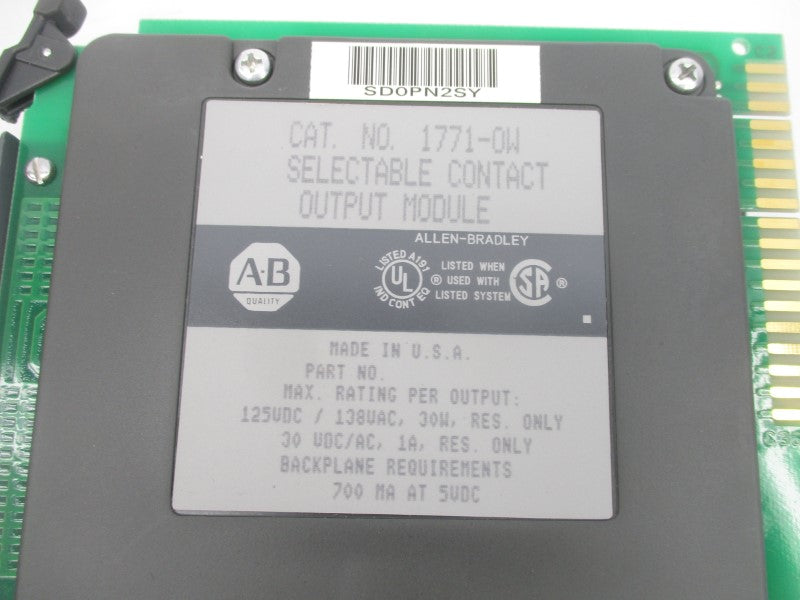 SD0PN2SY
CAT. NO. 1771-OW
SELECTABLE CONTACT
OUTPUT MODULE
ALLEN-BRADLEY
A-B
QUALITY
LISTED A191
UL
IND CONT EQ
®
LISTED WHEN
USED WITH
LISTED SYSTEM
SA
®
MADE IN U.S.A.
PART NO.
MAX. RATING PER OUTPUT:
125VDC / 138VAC, 30W, RES. ONLY
30 VDC/AC, 1A, RES. ONLY
BACKPLANE REQUIREMENTS
700 MA AT 5VDC
02